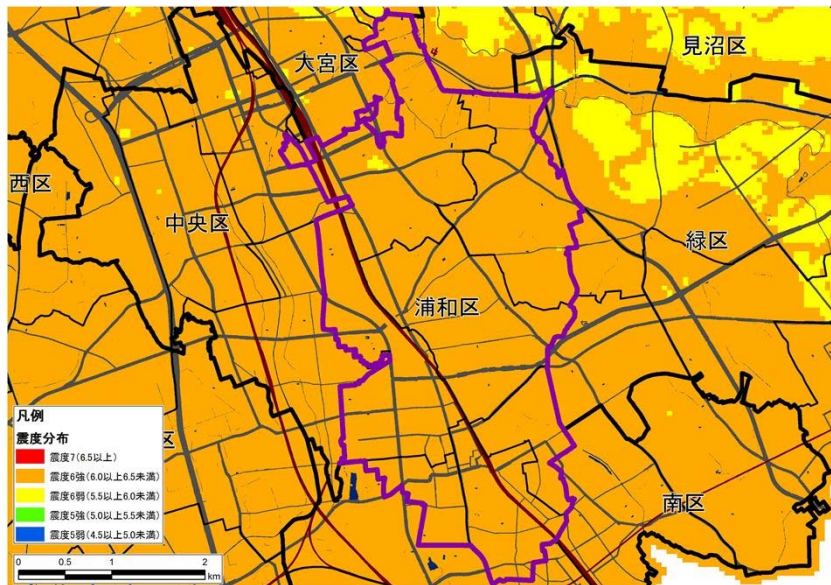 大宮区
見沼区
西区
中央区
緑区
浦和区
凡例
震度分布
震度7(6.5以上)
震度6強(6.0以上6.5未満)
震度6弱(5.5以上6.0未満)
震度5強(5.0以上5.5未満)
震度5弱(4.5以上5.0未満)
区
南区
0 0.5 1 2
km